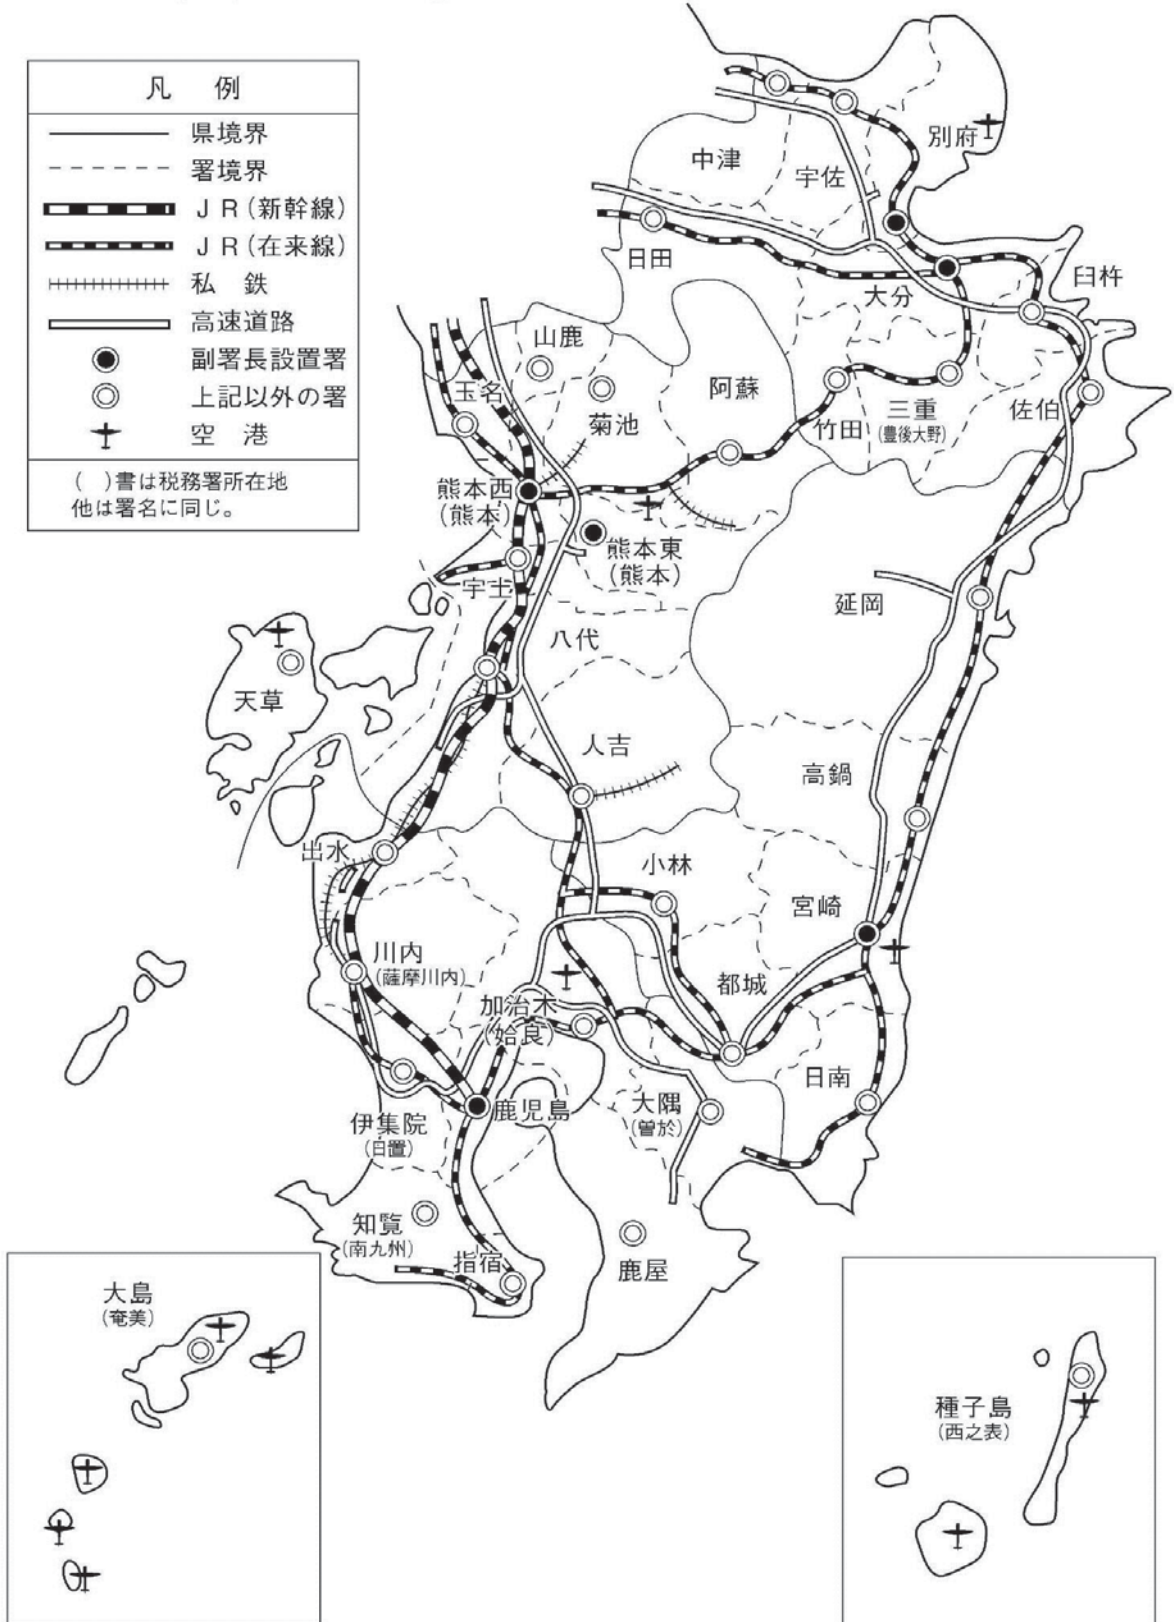 凡 例
県境界
署境界
ＪＲ(新幹線)
ＪＲ(在来線)
私 鉄
高速道路
副署長設置署
上記以外の署
空 港
( )書は税務署所在地
他は署名に同じ。
別府
中津
宇佐
日田
大分
臼杵
山鹿
玉名
菊池
阿蘇
竹田
三重
(豊後大野)
佐伯
熊本西
(熊本)
熊本東
(熊本)
宇土
延岡
八代
天草
人吉
高鍋
出水
小林
宮崎
川内
(薩摩川内)
都城
加治木
(姶良)
日南
鹿児島
大隅
(曽於)
伊集院
(日置)
知覧
(南九州)
指宿
鹿屋
大島
(奄美)
種子島
(西之表)